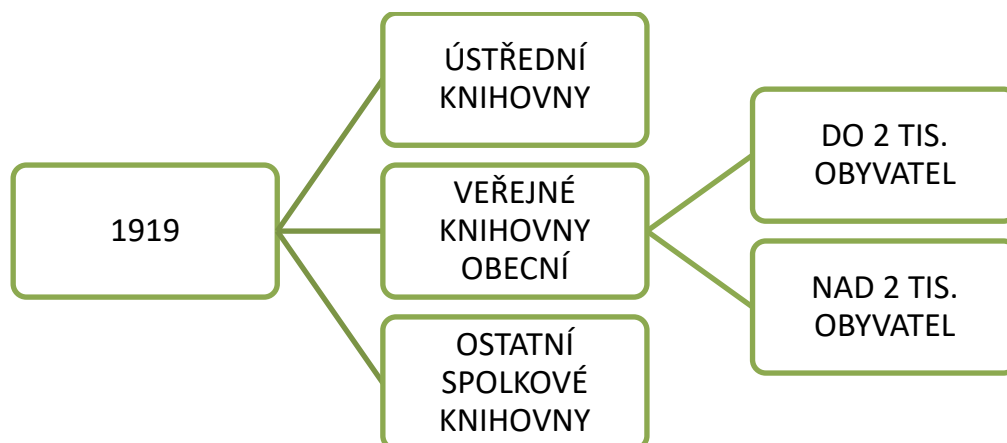 1919
ÚSTŘEDNÍ
KNIHOVNY
VEŘEJNÉ
KNIHOVNY
OBECNÍ
OSTATNÍ
SPOLKOVÉ
KNIHOVNY
DO 2 TIS.
OBYVATEL
NAD 2 TIS.
OBYVATEL